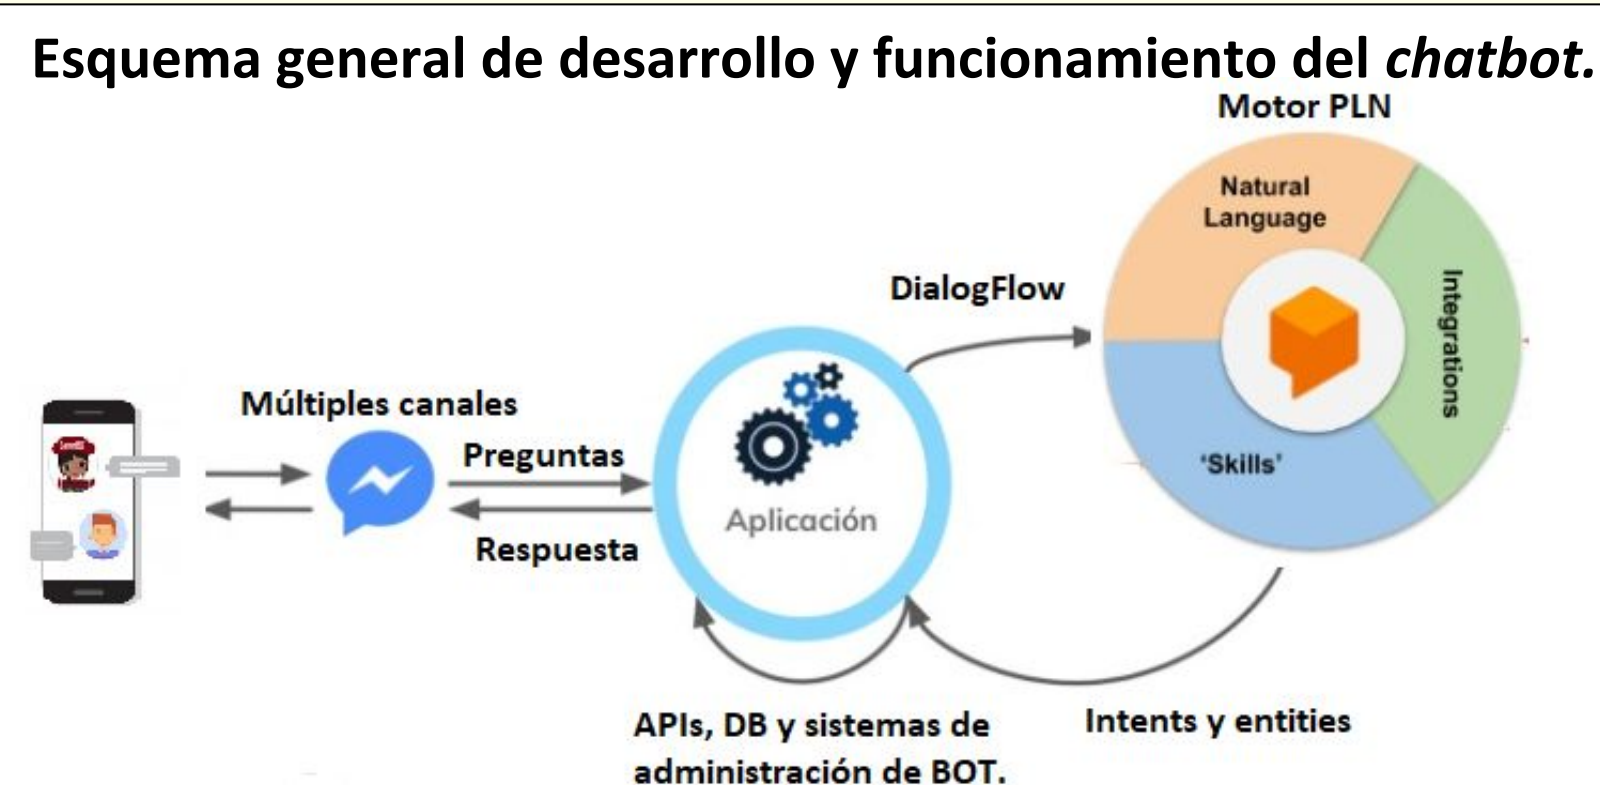 Esquema general de desarrollo y funcionamiento del chatbot.
Motor PLN
Natural
Language
Integrations
'Skills'
DialogFlow
Múltiples canales
Preguntas
Respuesta
Aplicación
APIs, DB y sistemas de
administración de BOT.
Intents y entities